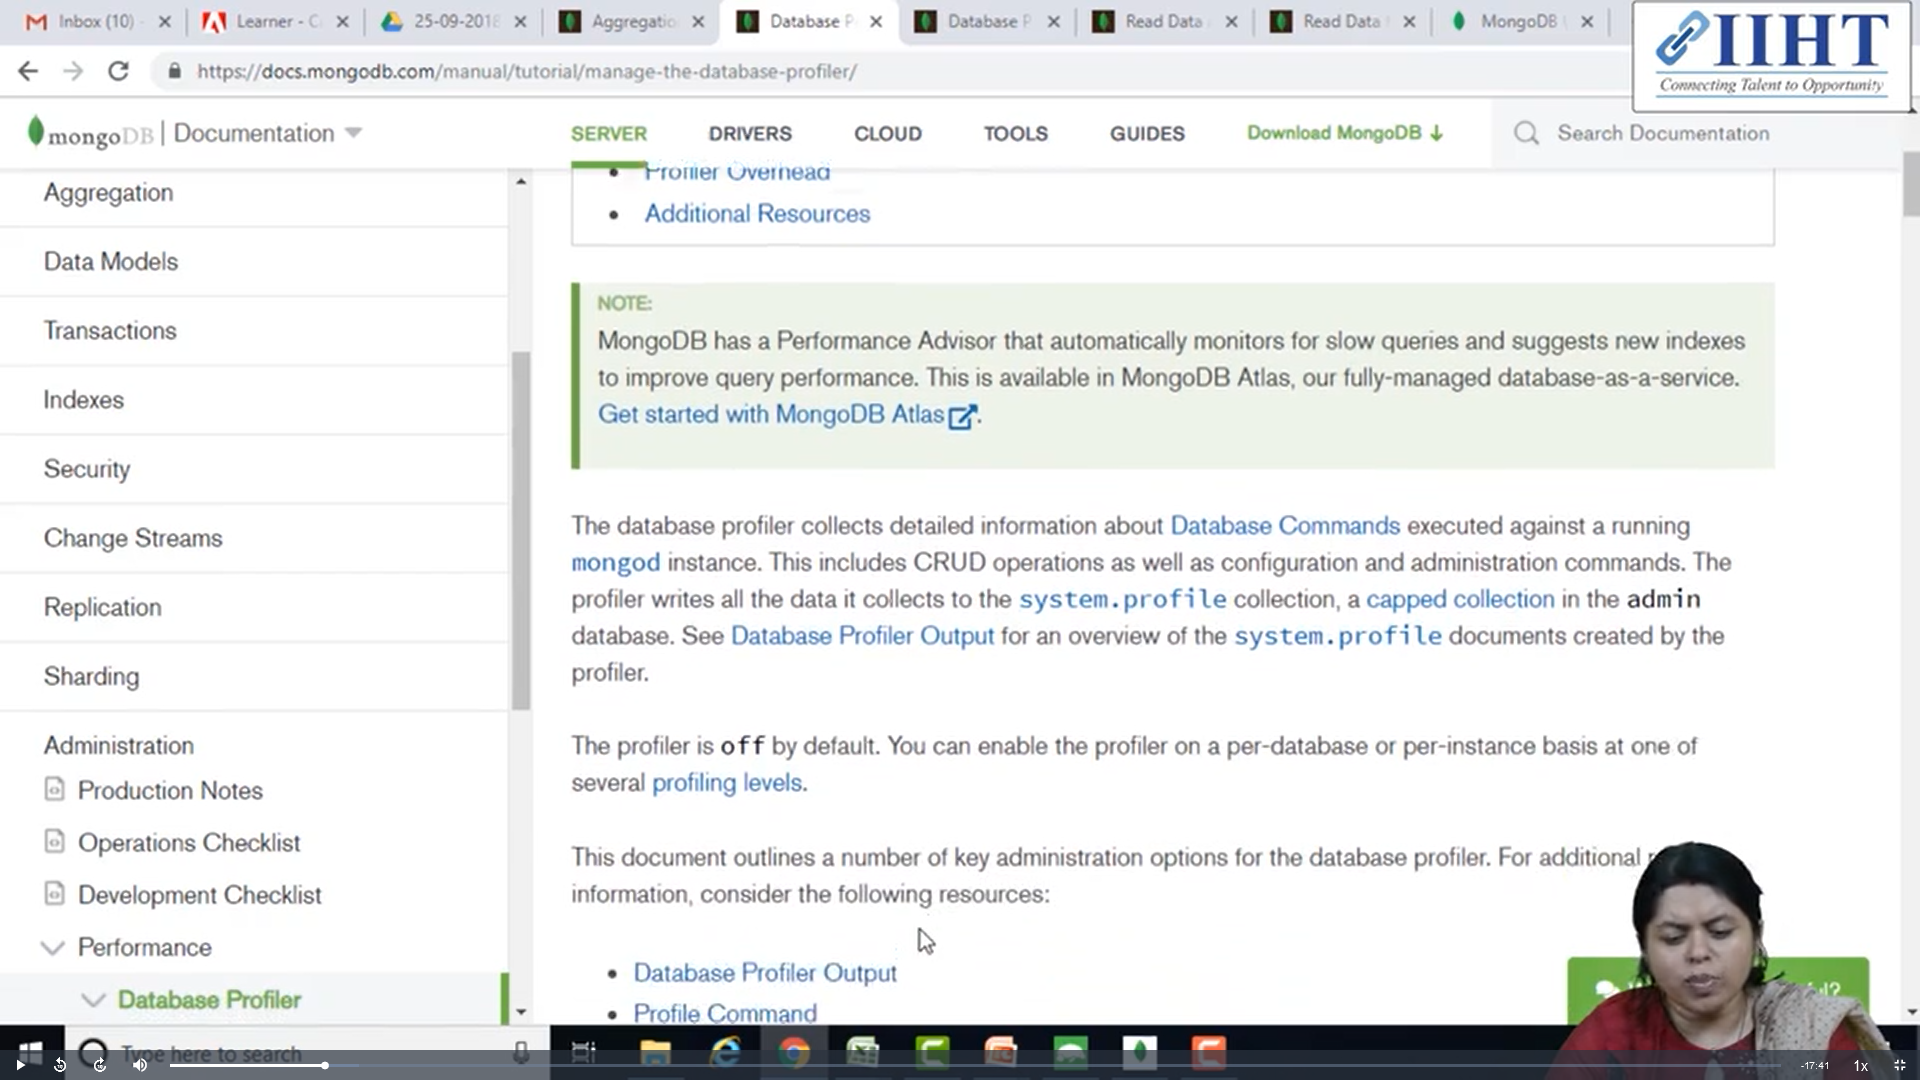 Inbox (10) -
Learner - C
25-09-2018
Aggregatio
Database P
Database P
Read Data
Read Data
MongoDB
IIHT
Connecting Talent to Opportunity
https://docs.mongodb.com/manual/tutorial/manage-the-database-profiler/
mongoDB | Documentation
SERVER
DRIVERS
CLOUD
TOOLS
GUIDES
Download MongoDB
Search Documentation
Aggregation
Data Models
Transactions
Indexes
Security
Change Streams
Replication
Sharding
Administration
Production Notes
Operations Checklist
Development Checklist
Performance
Database Profiler
Profiler Overhead
Additional Resources
NOTE:
MongoDB has a Performance Advisor that automatically monitors for slow queries and suggests new indexes
to improve query performance. This is available in MongoDB Atlas, our fully-managed database-as-a-service.
Get started with MongoDB Atlas.
The database profiler collects detailed information about Database Commands executed against a running
mongod instance. This includes CRUD operations as well as configuration and administration commands. The
profiler writes all the data it collects to the system.profile collection, a capped collection in the admin
database. See Database Profiler Output for an overview of the system.profile documents created by the
profiler.
The profiler is off by default. You can enable the profiler on a per-database or per-instance basis at one of
several profiling levels.
This document outlines a number of key administration options for the database profiler. For additional
information, consider the following resources:
Database Profiler Output
Profile Command
Type here to search
-17:41
1x